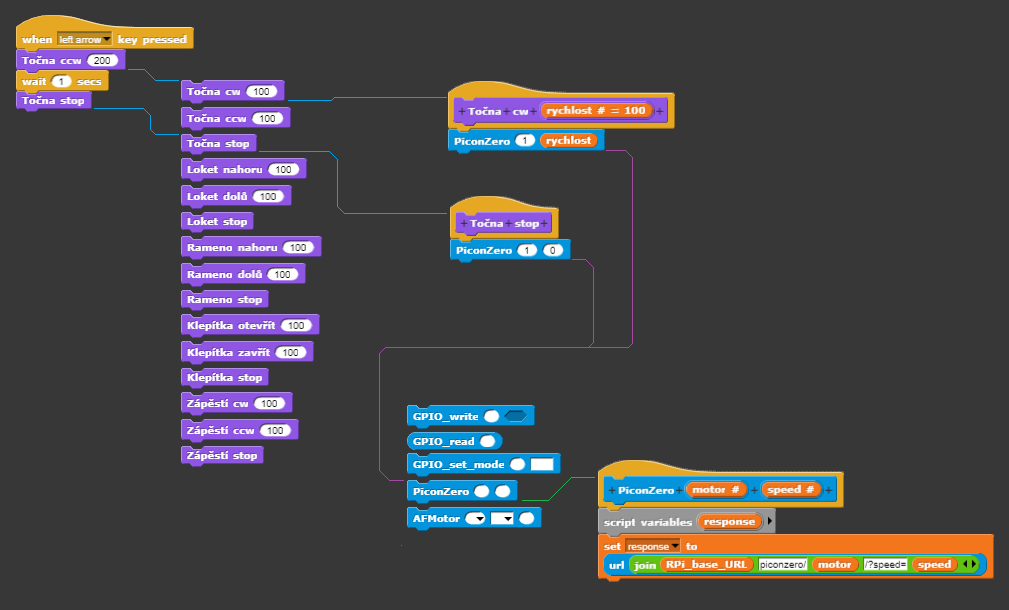 when left arrow key pressed
Točna ccw 200
wait 1 secs
Točna stop
Točna cw 100
Točna ccw 100
Točna stop
Loket nahoru 100
Loket dolů 100
Loket stop
Rameno nahoru 100
Rameno dolů 100
Rameno stop
Klepítka otevřít 100
Klepítka zavřít 100
Klepítka stop
Zápěstí cw 100
Zápěstí ccw 100
Zápěstí stop
+ Točna + cw + rychlost # = 100 +
PiconZero 1 rychlost
+ Točna + stop +
PiconZero 1 0
GPIO_write
GPIO_read
GPIO_set_mode
PiconZero
AFMotor
+ PiconZero + motor # + speed # +
script variables response
set response to
url join RPi_base_URL piconzero/ motor /?speed= speed